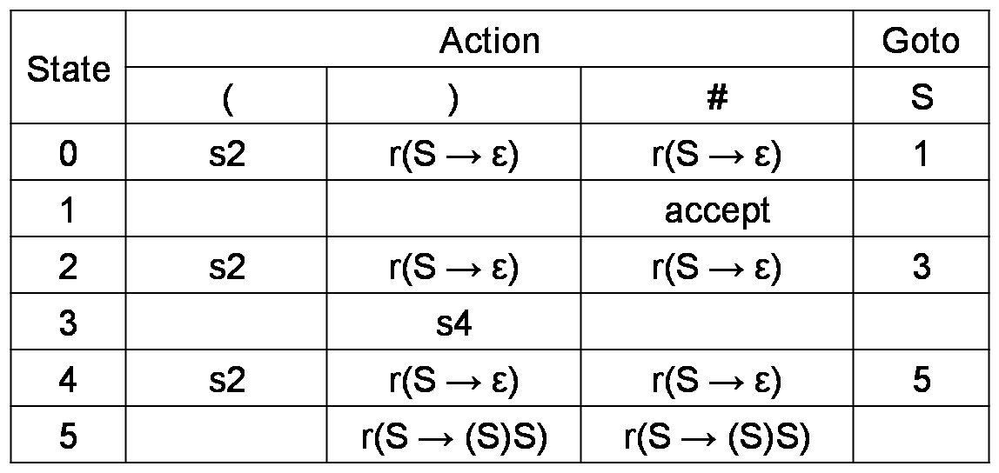 State Action Goto
( ) # S
0 s2 r(S → ε) r(S → ε) 1
1 accept
2 s2 r(S → ε) r(S → ε) 3
3 s4
4 s2 r(S → ε) r(S → ε) 5
5 r(S → (S)S) r(S → (S)S)